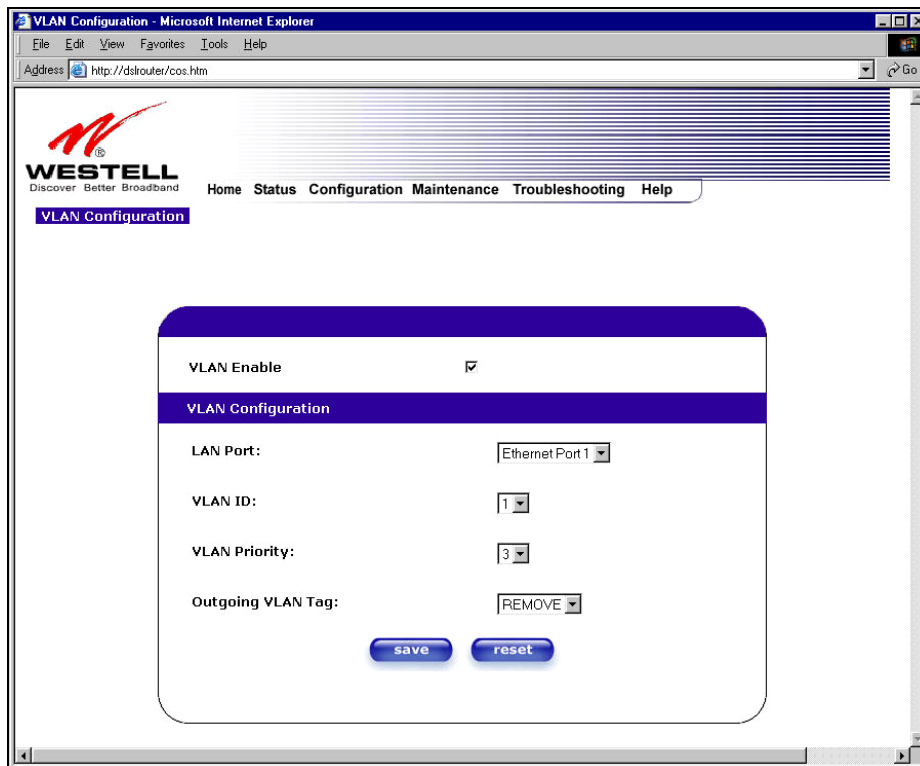 VLAN Configuration - Microsoft Internet Explorer
File Edit View Favorites Tools Help
Address http://dslrouter/cos.htm Go
®
WESTELL
Discover Better Broadband
Home Status Configuration Maintenance Troubleshooting Help
VLAN Configuration
VLAN Enable
VLAN Configuration
LAN Port: Ethernet Port 1
VLAN ID: 1
VLAN Priority: 3
Outgoing VLAN Tag: REMOVE
save reset